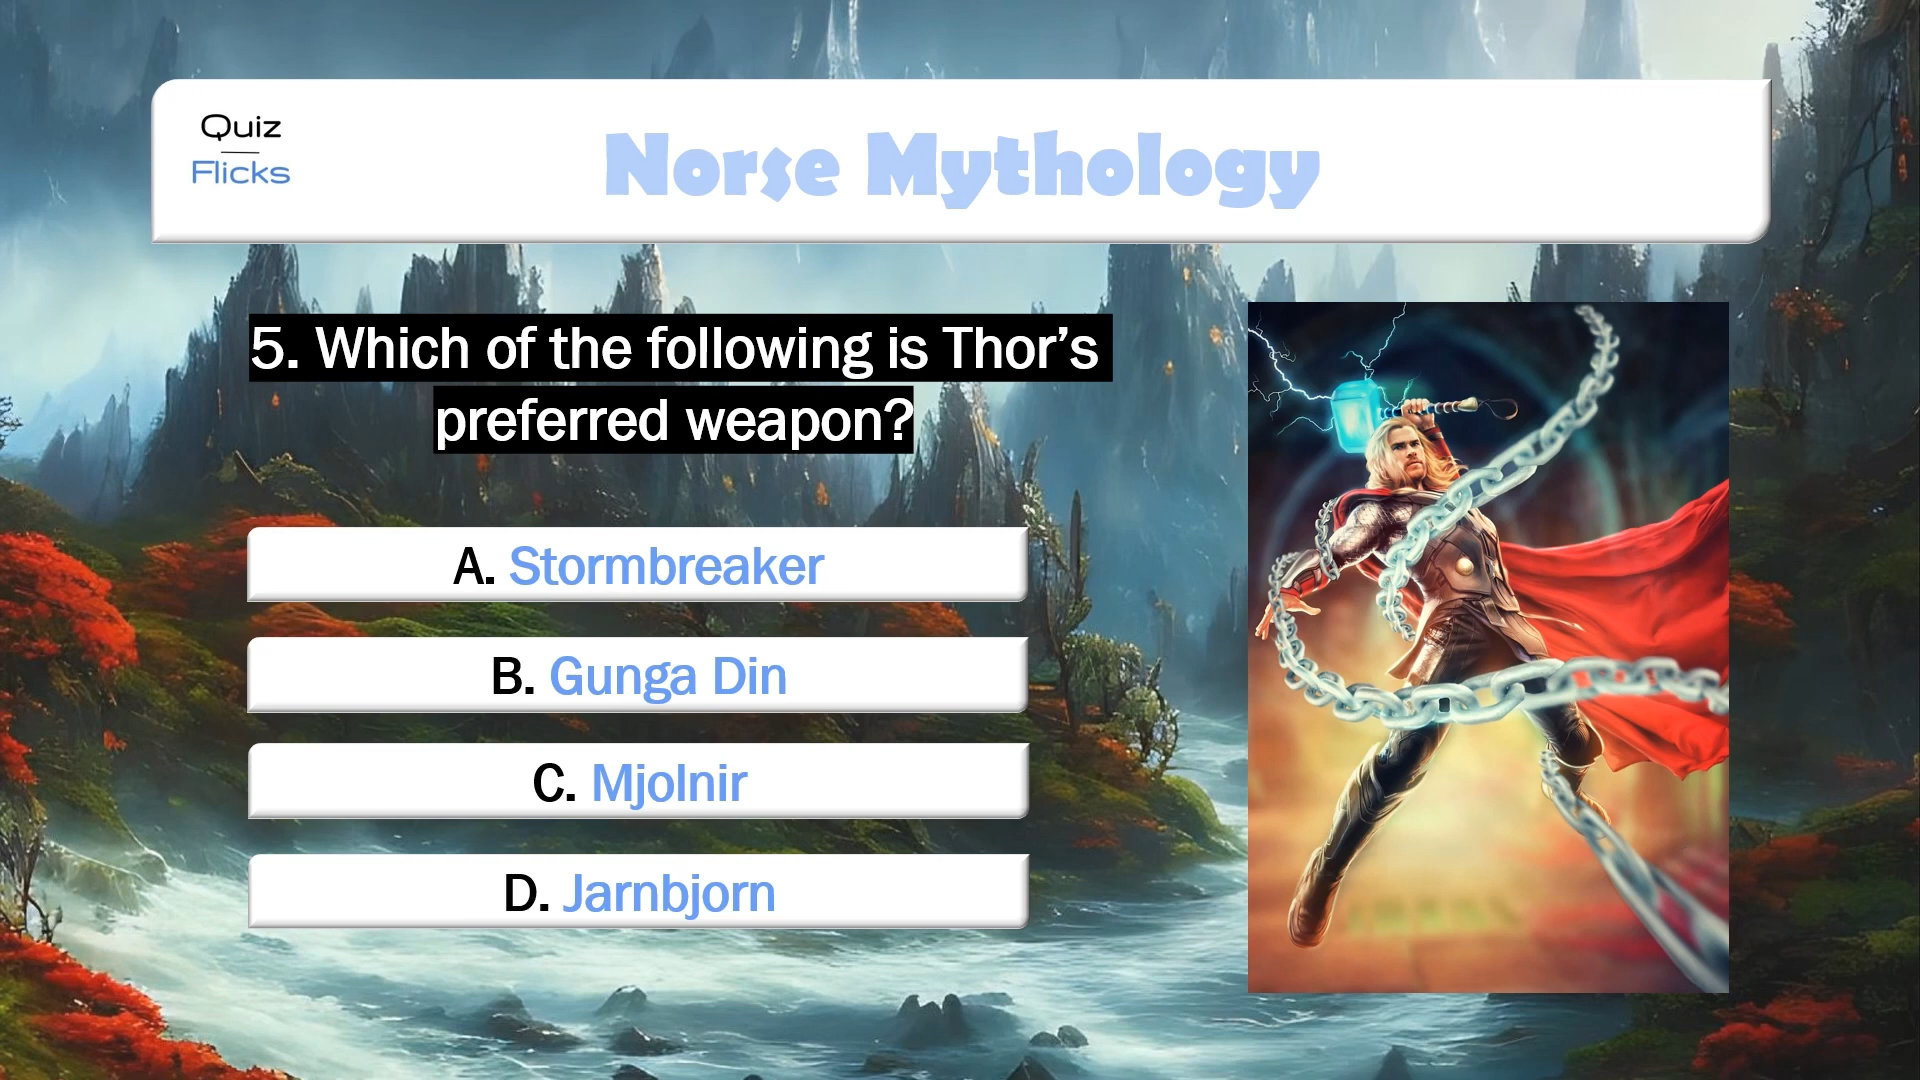 Quiz
Flicks
Norse Mythology
5. Which of the following is Thor’s
preferred weapon?
A. Stormbreaker
B. Gunga Din
C. Mjolnir
D. Jarnbjorn